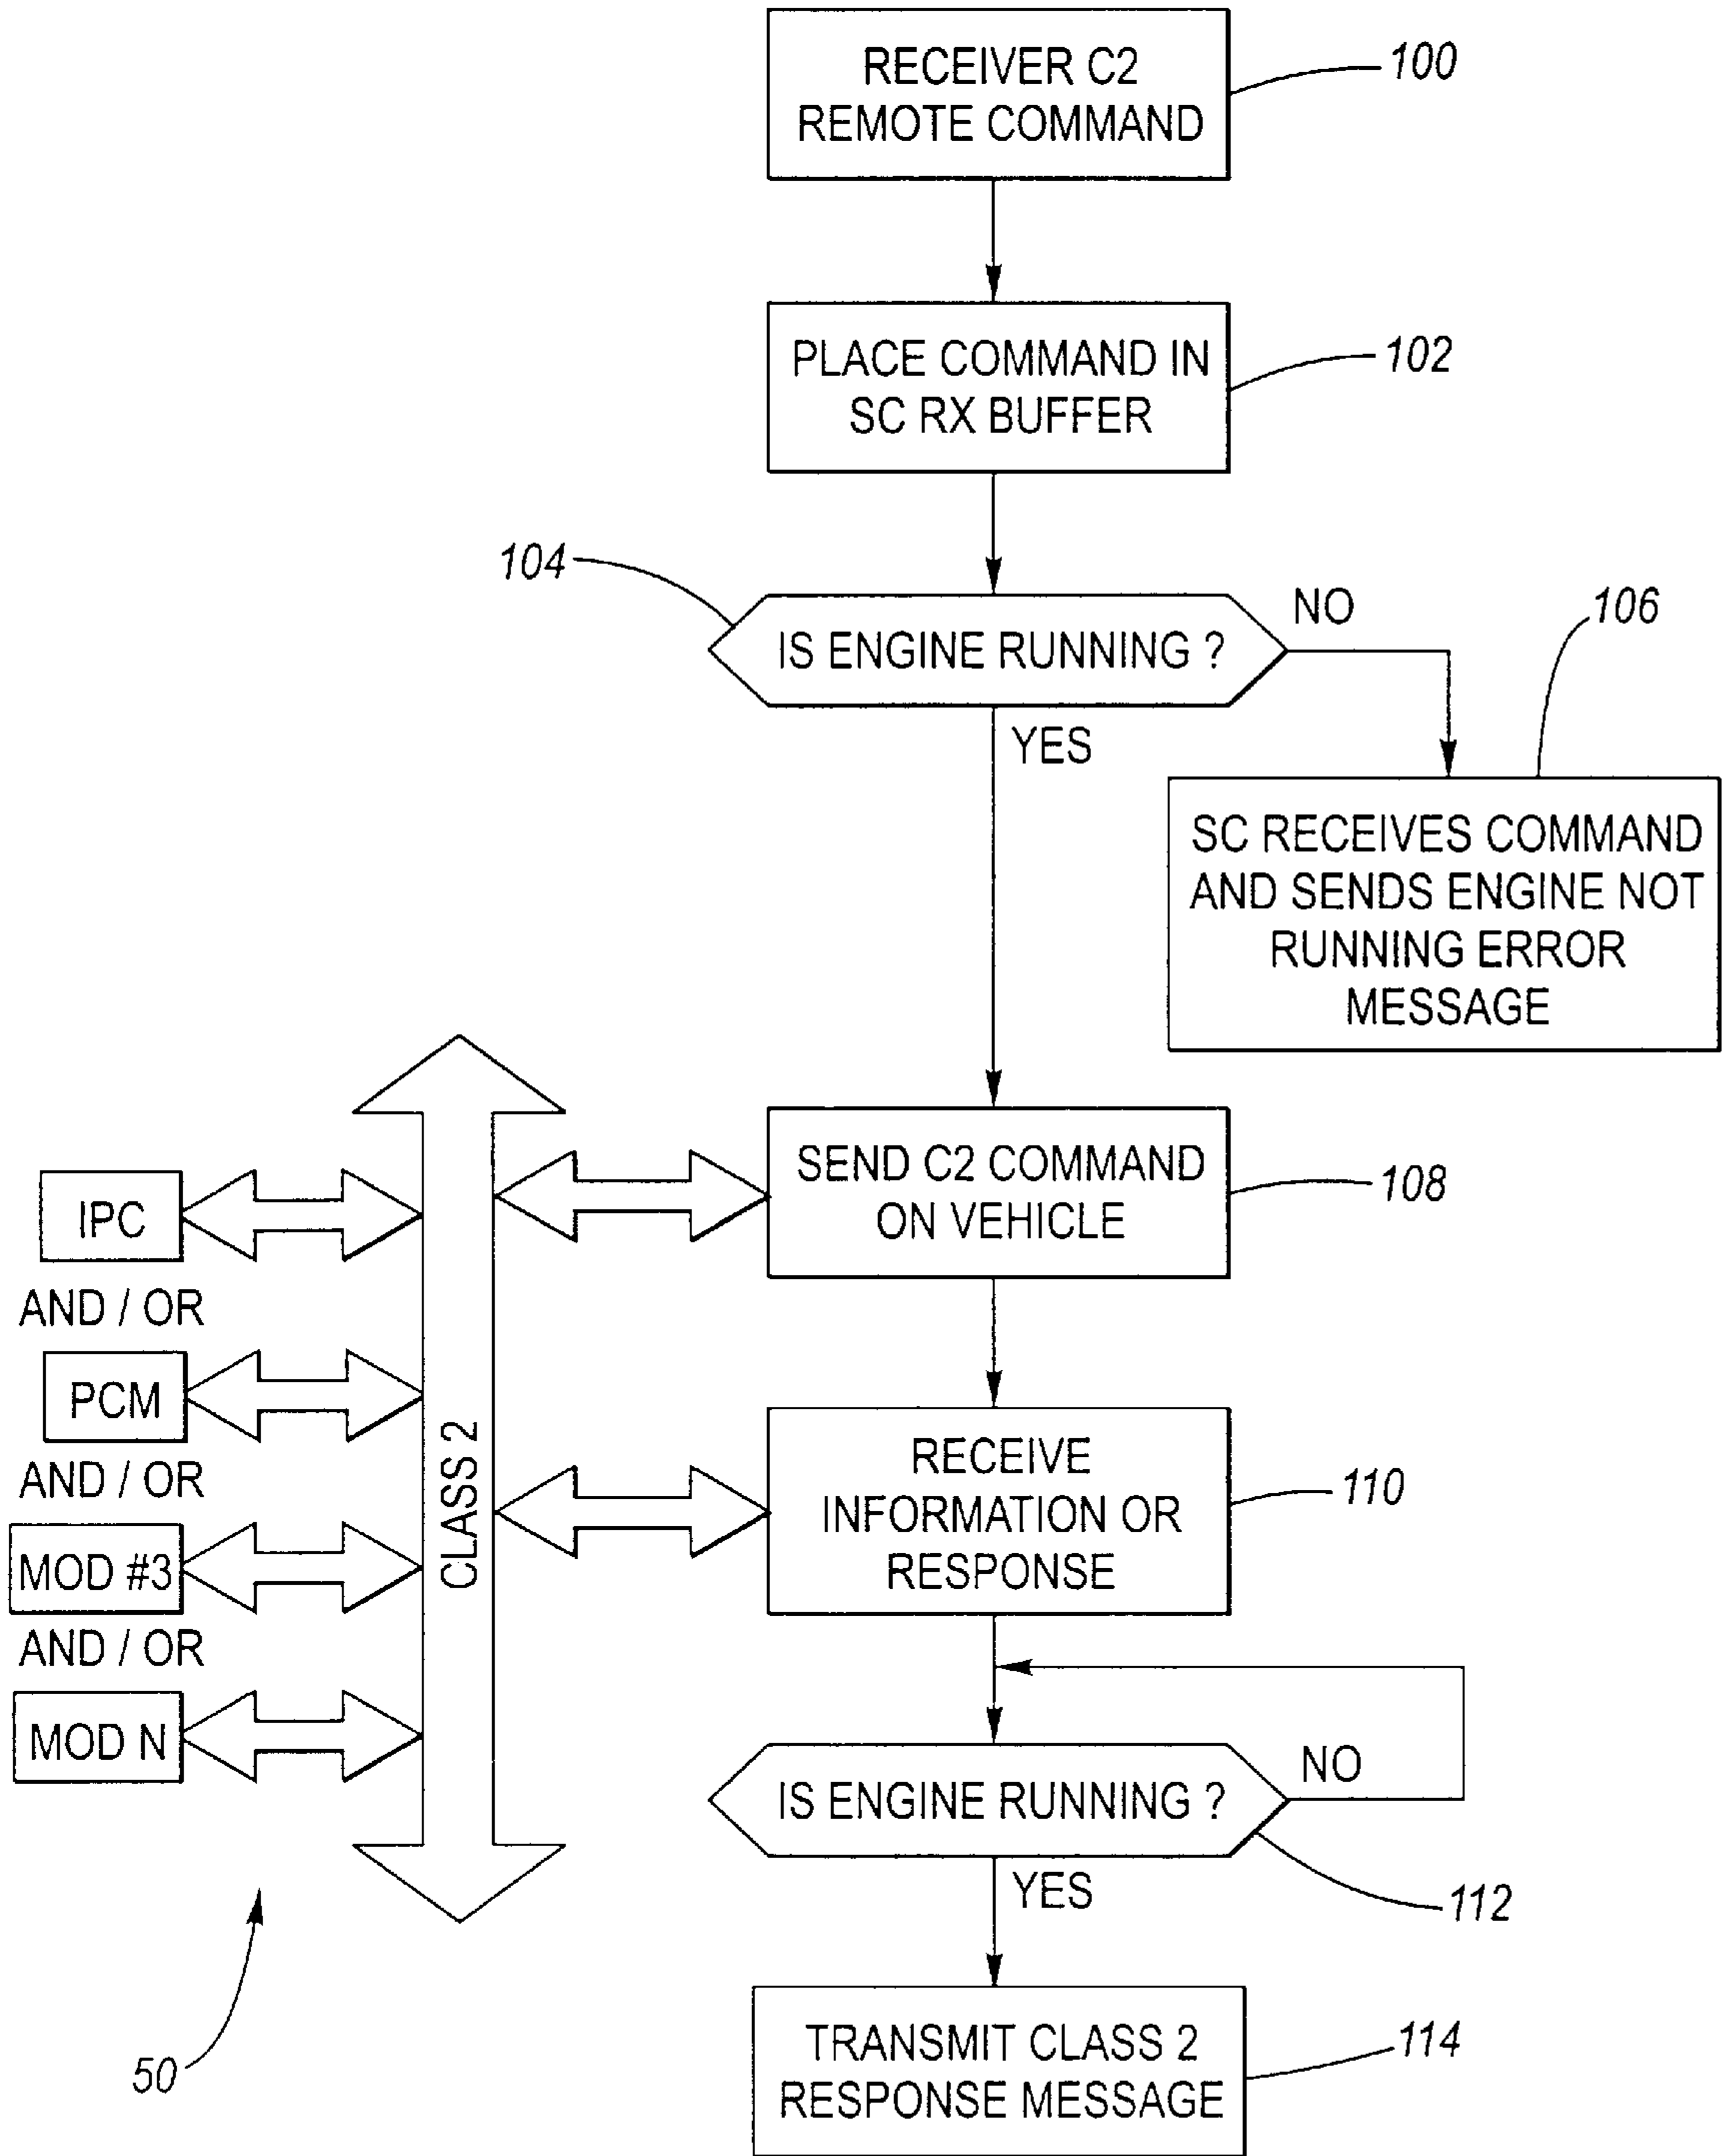 RECEIVER C2
REMOTE COMMAND
100
PLACE COMMAND IN
SC RX BUFFER
102
104
IS ENGINE RUNNING ?
NO
106
YES
SC RECEIVES COMMAND
AND SENDS ENGINE NOT
RUNNING ERROR
MESSAGE
SEND C2 COMMAND
ON VEHICLE
108
IPC
AND / OR
PCM
AND / OR
MOD #3
AND / OR
MOD N
CLASS 2
RECEIVE
INFORMATION OR
RESPONSE
110
IS ENGINE RUNNING ?
NO
YES
112
50
TRANSMIT CLASS 2
RESPONSE MESSAGE
114